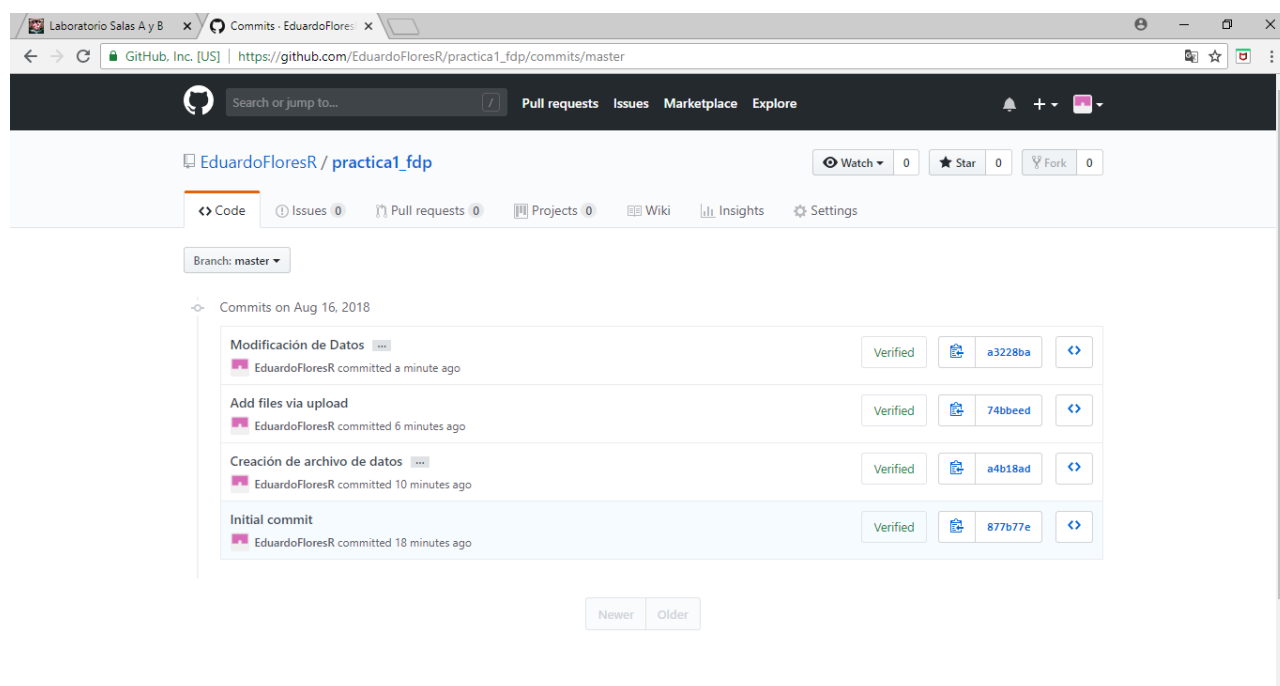 Laboratorio Salas A y B
Commits · EduardoFlores
GitHub, Inc. [US] | https://github.com/EduardoFloresR/practica1_fdp/commits/master
Search or jump to... / Pull requests Issues Marketplace Explore
EduardoFloresR / practica1_fdp
Watch 0 Star 0 Fork 0
Code Issues 0 Pull requests 0 Projects 0 Wiki Insights Settings
Branch: master
Commits on Aug 16, 2018
Modificación de Datos ...
EduardoFloresR committed a minute ago
Verified a3228ba
Add files via upload
EduardoFloresR committed 6 minutes ago
Verified 74bbeed
Creación de archivo de datos ...
EduardoFloresR committed 10 minutes ago
Verified a4b18ad
Initial commit
EduardoFloresR committed 18 minutes ago
Verified 877b77e
Newer Older